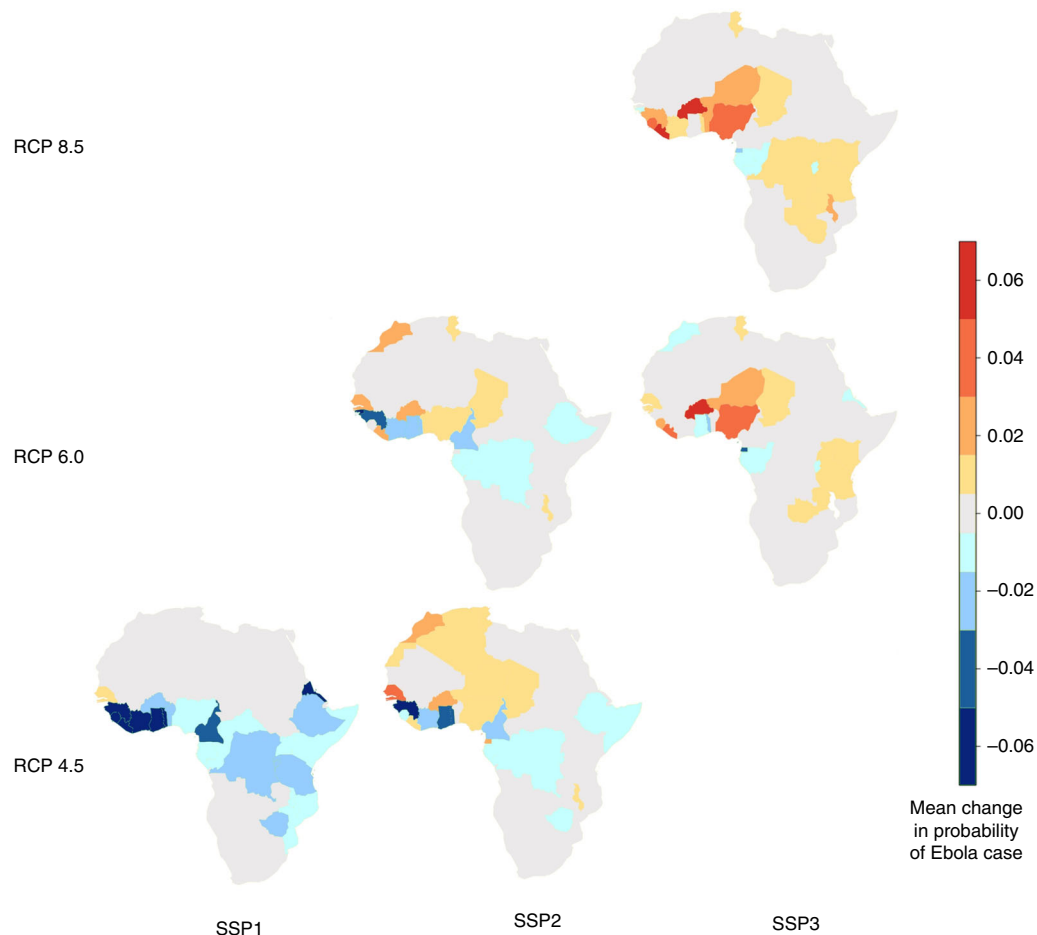 RCP 8.5
RCP 6.0
RCP 4.5
SSP1
SSP2
SSP3
0.06
0.04
0.02
0.00
−0.02
−0.04
−0.06
Mean change
in probability
of Ebola case